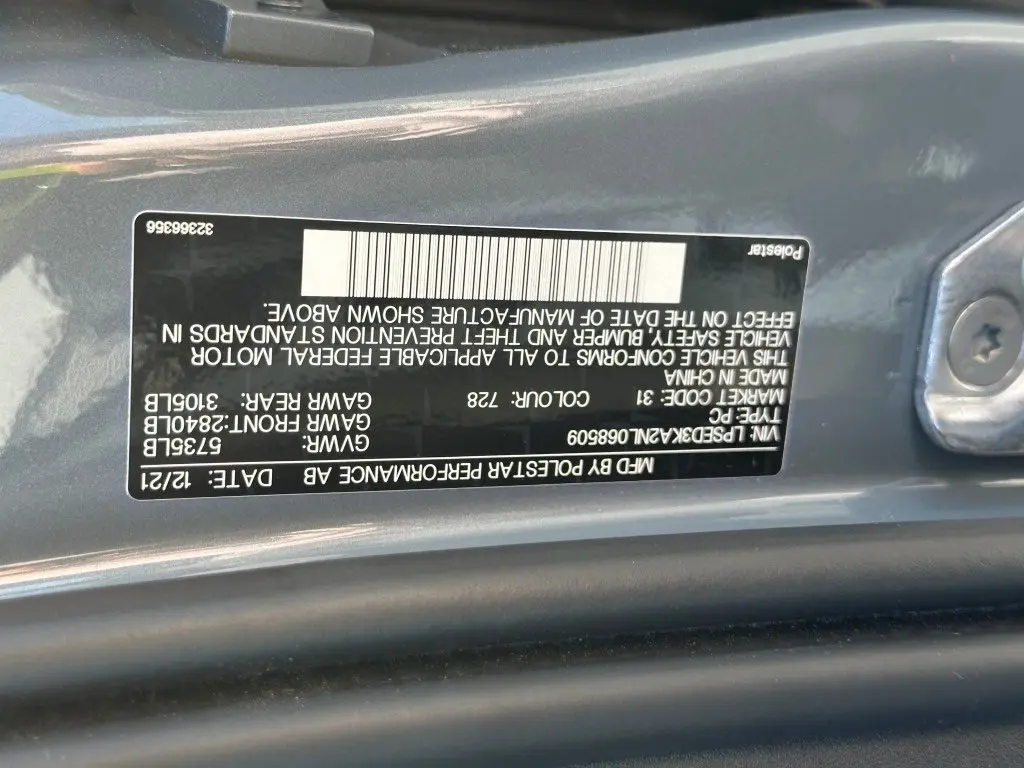 MFD BY POLESTAR PERFORMANCE AB DATE: 12/21
VIN: LPSED3KA2NL068509 GVWR: 5735LB
TYPE: PC GAWR FRONT: 2840LB
MARKET CODE: 31 COLOUR: 728 GAWR REAR: 3105LB
MADE IN CHINA
THIS VEHICLE CONFORMS TO ALL APPLICABLE FEDERAL MOTOR
VEHICLE SAFETY, BUMPER, AND THEFT PREVENTION STANDARDS IN
EFFECT ON THE DATE OF MANUFACTURE SHOWN ABOVE.
Polestar 32366356